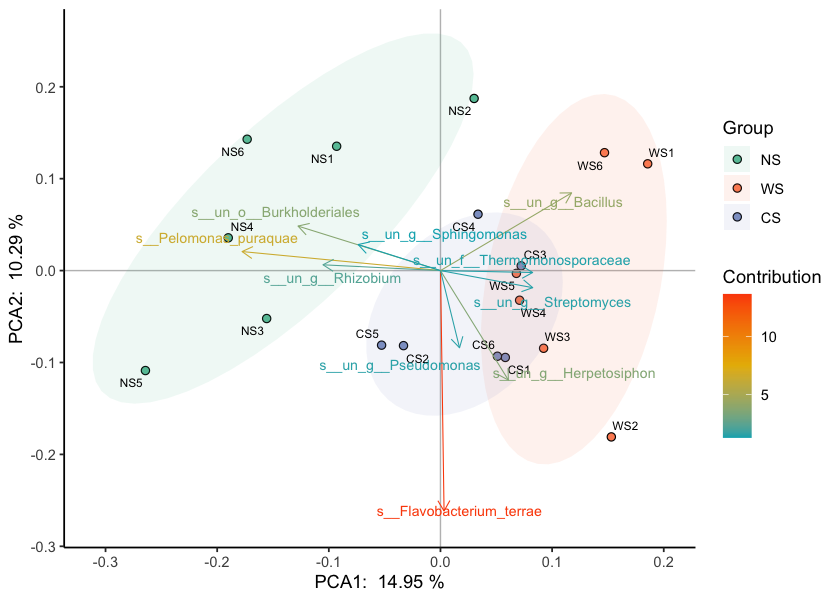 0.2
0.1
0.0
-0.1
-0.2
-0.3
PCA2: 10.29 %
NS2
NS6
NS1
WS6
WS1
s__un_g__Bacillus
s__un_o__Burkholderiales
NS4
CS4
s__un_g__Sphingomonas
s__Pelomonas_puraquae
CS3
s__un_f__Thermomonosporaceae
s__un_g__Rhizobium
WS5
s__un_g__Streptomyces
WS4
NS3
CS5
WS3
CS6
CS2
s__un_g__Pseudomonas
CS1
s__un_g__Herpetosiphon
NS5
WS2
s__Flavobacterium_terrae
-0.3
-0.2
-0.1
0.0
0.1
0.2
PCA1: 14.95 %
Group
NS
WS
CS
Contribution
10
5